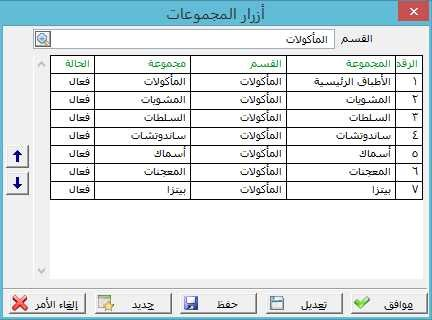 أزرار المجموعات
القسم المأكولات
الرقم المجموعة القسم مجموعة الحالة
١ الأطباف الرئيسية المأكولات المأكولات فعال
٢ المشويات المأكولات المشويات فعال
٣ السلطات المأكولات السلطات فعال
٤ ساندوتشات المأكولات ساندوتشات فعال
٥ أسماك المأكولات أسماك فعال
٦ المعجنات المأكولات المعجنات فعال
٧ بيتزا المأكولات بيتزا فعال
موافق تعديل حفظ جديد إلغاء الأمر